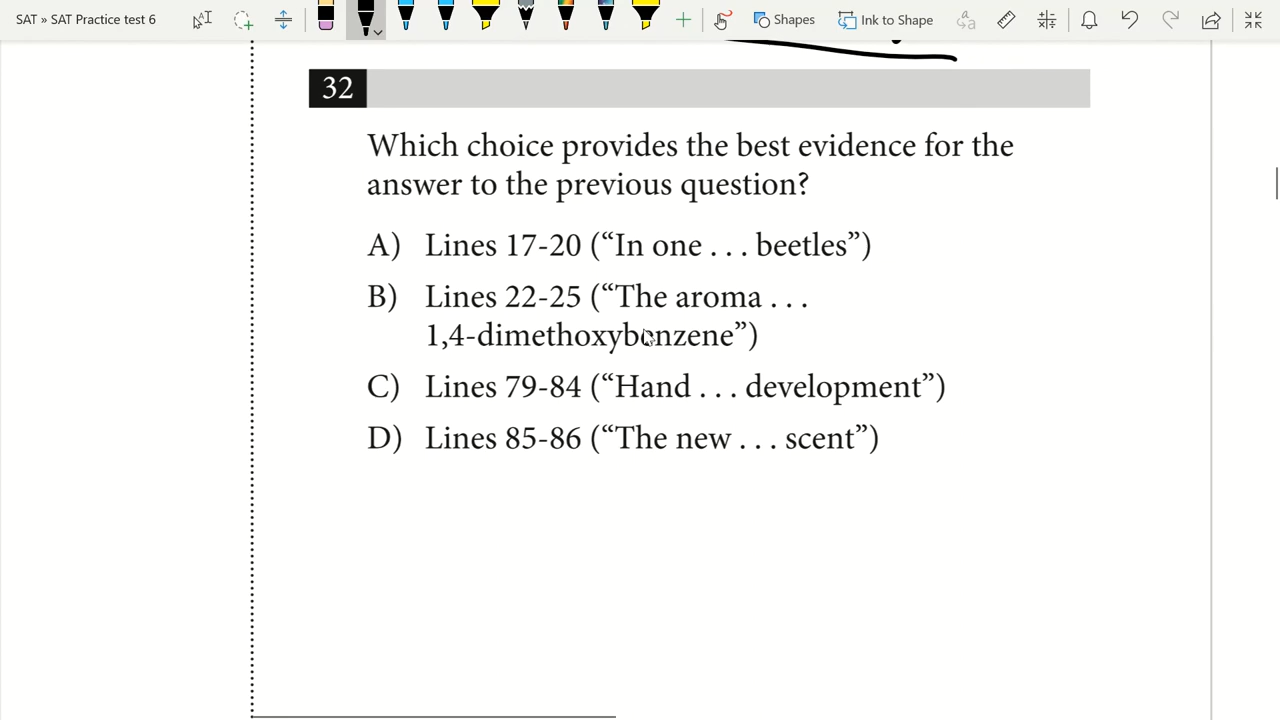 SAT » SAT Practice test 6
Shapes
Ink to Shape
32
Which choice provides the best evidence for the
answer to the previous question?
A) Lines 17-20 (“In one . . . beetles”)
B) Lines 22-25 (“The aroma . . .
1,4-dimethoxybenzene”)
C) Lines 79-84 (“Hand . . . development”)
D) Lines 85-86 (“The new . . . scent”)